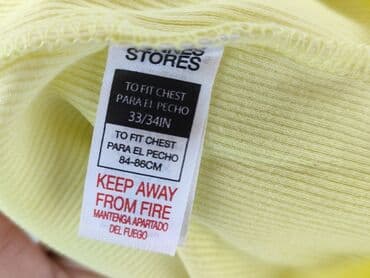 STORES
TO FIT CHEST
PARA EL PECHO
33/34IN
TO FIT CHEST
PARA EL PECHO
84-86CM
KEEP AWAY
FROM FIRE
MANTENGA APARTADO
DEL FUEGO